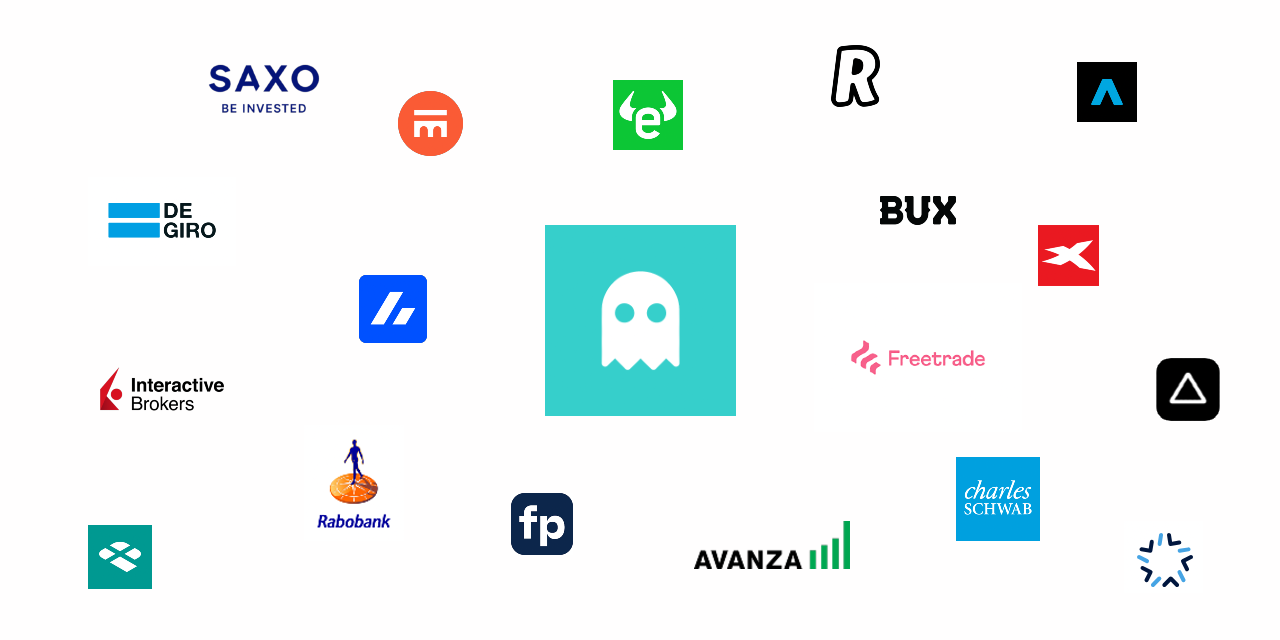 SAXO
BE INVESTED
e
R
DE
GIRO
BUX
Freetrade
Interactive
Brokers
Rabobank
fp
AVANZA
charles
SCHWAB